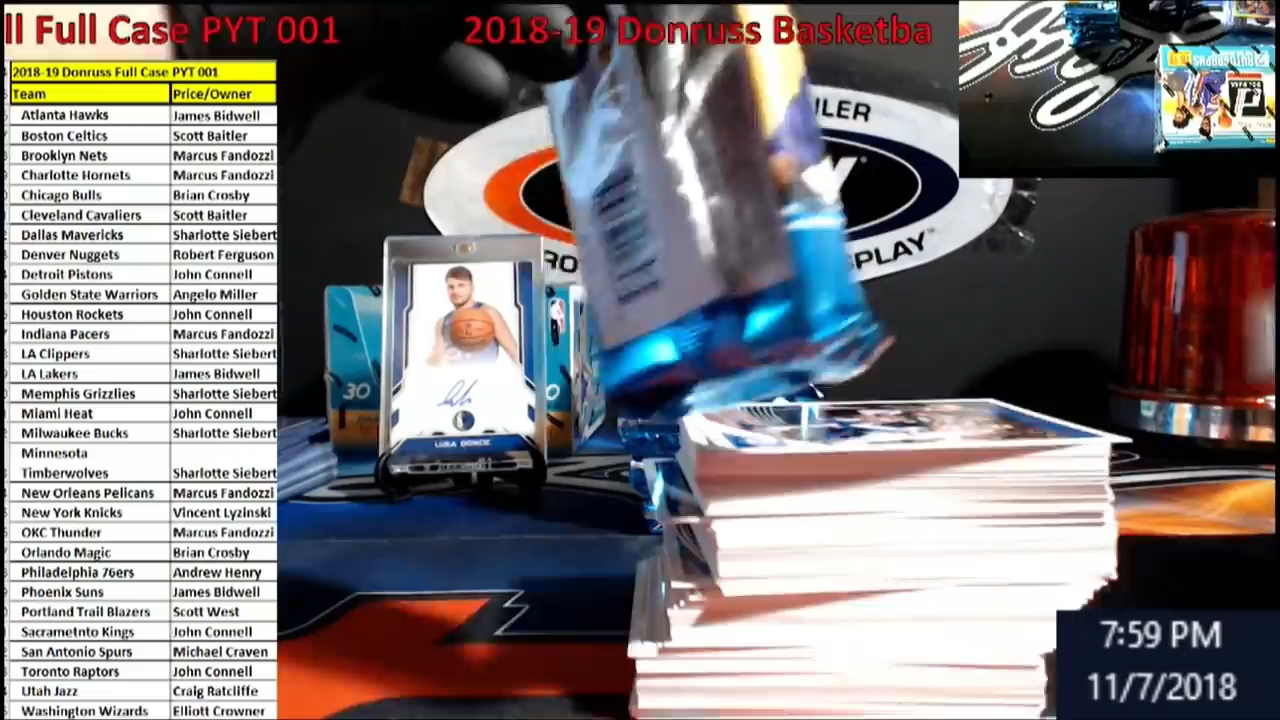 ll Full Case PYT 001 2018-19 Donruss Basketba
2018-19 Donruss Full Case PYT 001
Team Price/Owner
Atlanta Hawks James Bidwell
Boston Celtics Scott Baitler
Brooklyn Nets Marcus Fandozzi
Charlotte Hornets Marcus Fandozzi
Chicago Bulls Brian Crosby
Cleveland Cavaliers Scott Baitler
Dallas Mavericks Sharlotte Siebert
Denver Nuggets Robert Ferguson
Detroit Pistons John Connell
Golden State Warriors Angelo Miller
Houston Rockets John Connell
Indiana Pacers Marcus Fandozzi
LA Clippers Sharlotte Siebert
LA Lakers James Bidwell
Memphis Grizzlies Sharlotte Siebert
Miami Heat John Connell
Milwaukee Bucks Sharlotte Siebert
Minnesota
Timberwolves Sharlotte Siebert
New Orleans Pelicans Marcus Fandozzi
New York Knicks Vincent Lyzinski
OKC Thunder Marcus Fandozzi
Orlando Magic Brian Crosby
Philadelphia 76ers Andrew Henry
Phoenix Suns James Bidwell
Portland Trail Blazers Scott West
Sacrametnto Kings John Connell
San Antonio Spurs Michael Craven
Toronto Raptors John Connell
Utah Jazz Craig Ratcliffe
Washington Wizards Elliott Crowner
ILER
RO
SPLAY
30
LUKA DONCIC
7:59 PM
11/7/2018